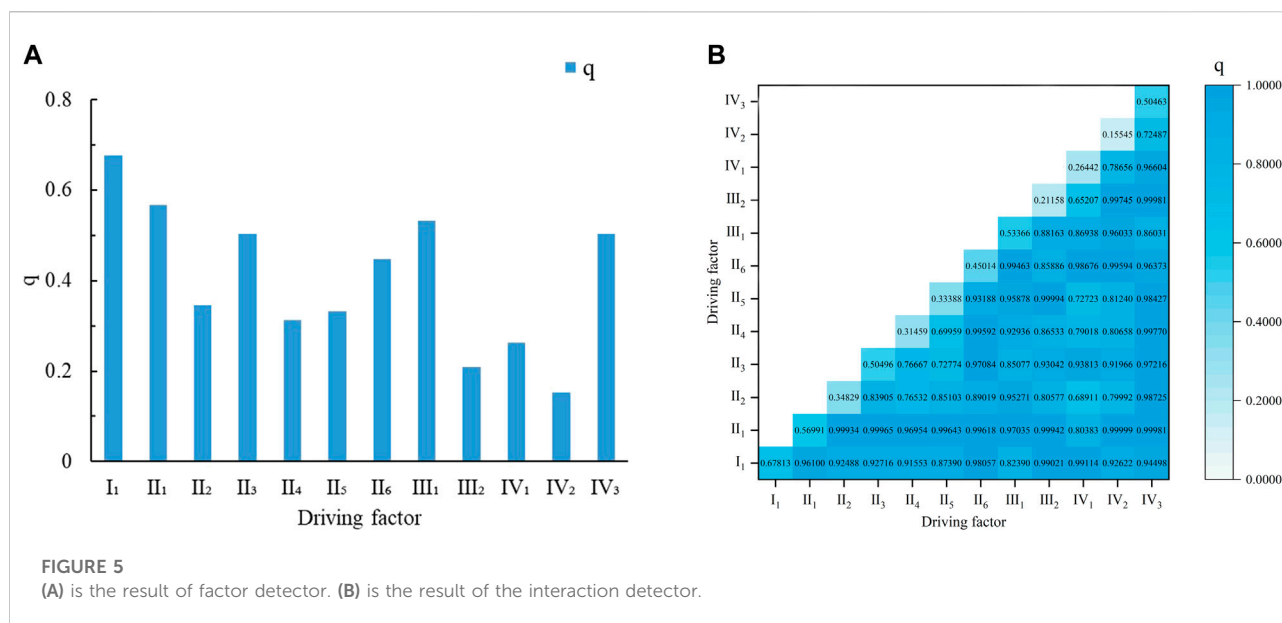 A
q
0.8
0.6
0.4
0.2
0
q
I₁ II₁ II₂ II₃ II₄ II₅ II₆ III₁ III₂ IV₁ IV₂ IV₃
Driving factor
B
q
IV₃ 0.50463
IV₂ 0.15545 0.72487
IV₁ 0.26442 0.78656 0.96604
III₂ 0.21158 0.65207 0.99745 0.99981
III₁ 0.53366 0.88163 0.86938 0.96033 0.86031
II₆ 0.45014 0.99463 0.85886 0.98676 0.99594 0.96373
II₅ 0.33388 0.93188 0.95878 0.99994 0.72723 0.81240 0.98427
II₄ 0.31459 0.69959 0.99592 0.92936 0.86533 0.79018 0.80658 0.99770
II₃ 0.50496 0.76667 0.72774 0.97084 0.85077 0.93042 0.93813 0.91966 0.97216
II₂ 0.34829 0.83905 0.76532 0.85103 0.89019 0.95271 0.80577 0.68911 0.79992 0.98725
II₁ 0.56991 0.99934 0.99965 0.96954 0.99643 0.99618 0.97035 0.99942 0.80383 0.99999 0.99981
I₁ 0.67813 0.96100 0.92488 0.92716 0.91553 0.87390 0.98057 0.82390 0.99021 0.99114 0.92622 0.94498
I₁ II₁ II₂ II₃ II₄ II₅ II₆ III₁ III₂ IV₁ IV₂ IV₃
Driving factor
Driving factor
1.0000
0.8000
0.6000
0.4000
0.2000
0.0000
FIGURE 5
(A) is the result of factor detector. (B) is the result of the interaction detector.